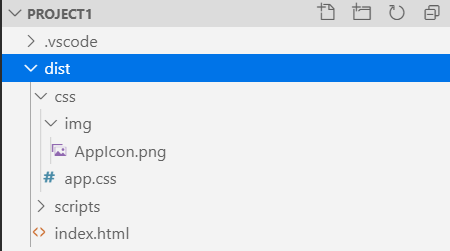 PROJECT1
.vscode
dist
css
img
AppIcon.png
# app.css
scripts
<> index.html